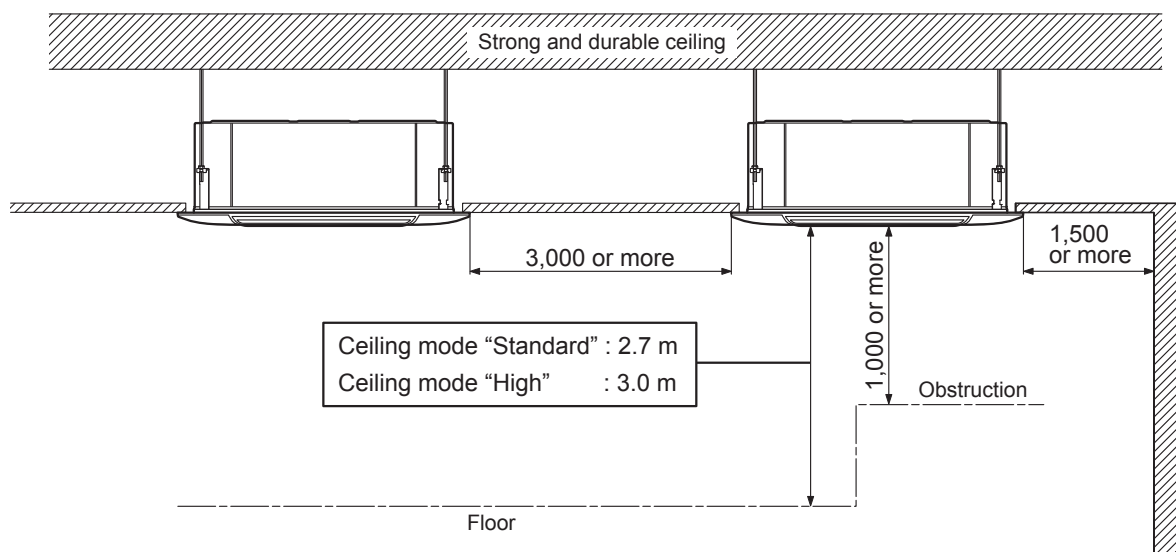 Strong and durable ceiling
3,000 or more
1,500
or more
1,000 or more
Ceiling mode “Standard” : 2.7 m
Ceiling mode “High” : 3.0 m
Obstruction
Floor